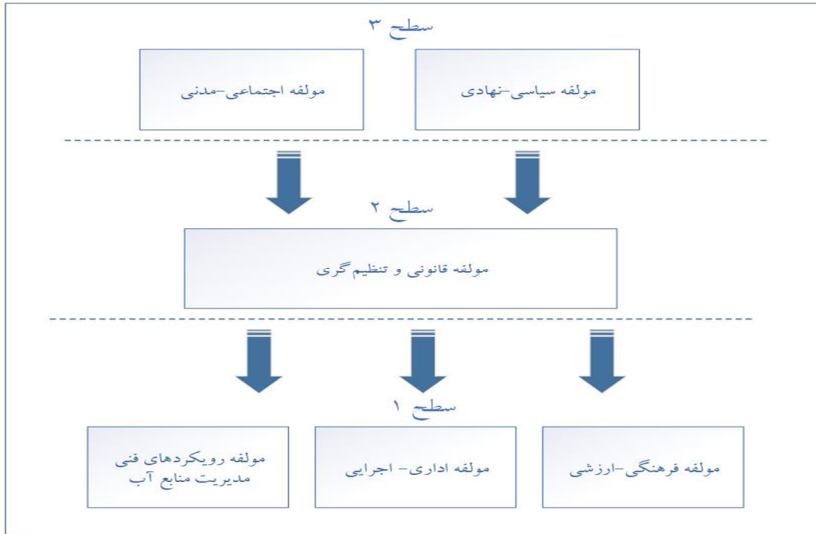 سطح ۳
مولفه سیاسی-نهادی
مولفه اجتماعی-مدنی
سطح ۲
مولفه قانونی و تنظیم‌گری
سطح ۱
مولفه فرهنگی-ارزشی
مولفه اداری- اجرایی
مولفه رویکردهای فنی
مدیریت منابع آب